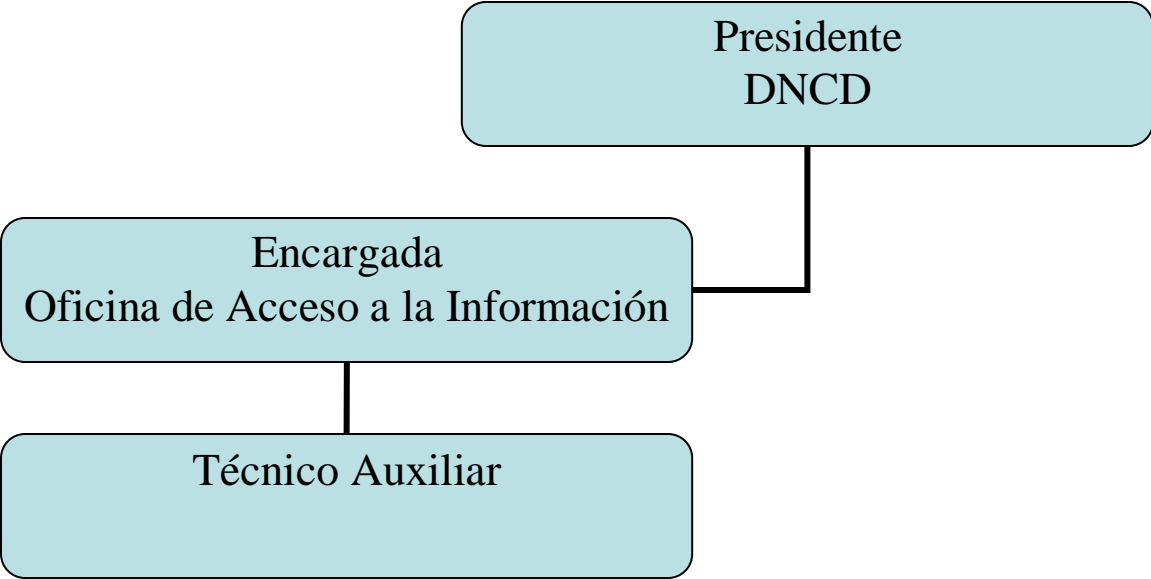 Presidente
DNCD
Encargada
Oficina de Acceso a la Información
Técnico Auxiliar